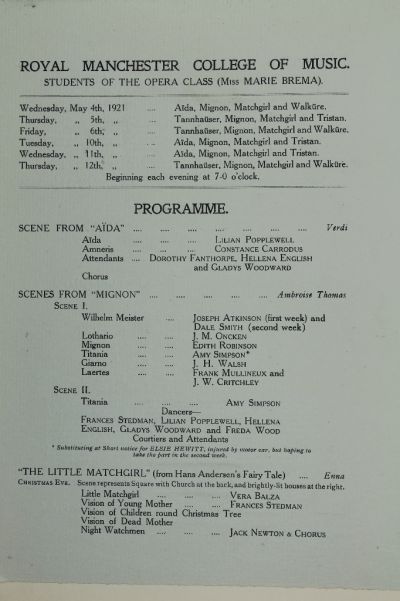 ROYAL MANCHESTER COLLEGE OF MUSIC.
STUDENTS OF THE OPERA CLASS (MISS MARIE BREMA).
Wednesday, May 4th, 1921 .... Aïda, Mignon, Matchgirl and Walküre.
Thursday, „ 5th, „ .... Tannhaüser, Mignon, Matchgirl and Tristan.
Friday, „ 6th, „ .... Tannhaüser, Mignon, Matchgirl and Walküre.
Tuesday, „ 10th, „ .... Aïda, Mignon, Matchgirl and Tristan.
Wednesday, „ 11th, „ .... Aïda, Mignon, Matchgirl and Tristan.
Thursday, „ 12th, „ .... Tannhaüser, Mignon, Matchgirl and Walküre.
Beginning each evening at 7-0 o'clock.
PROGRAMME.
SCENE FROM "AÏDA" .... .... .... .... .... .... .... Verdi
Aïda .... .... .... LILIAN POPPLEWELL
Amneris .... .... .... CONSTANCE CARRODUS
Attendants .... DOROTHY FANTHORPE, HELLENA ENGLISH
and GLADYS WOODWARD
Chorus
SCENES FROM "MIGNON" .... .... .... .... .... Ambroise Thomas
SCENE I.
Wilhelm Meister .... JOSEPH ATKINSON (first week) and
DALE SMITH (second week)
Lothario .... .... J. M. ONCKEN
Mignon .... .... EDITH ROBINSON
Titania .... .... AMY SIMPSON*
Giarno .... .... J. H. WALSH
Laertes .... .... FRANK MULLINEUX and
J. W. CRITCHLEY
SCENE II.
Titania .... .... .... AMY SIMPSON
Dancers—
FRANCES STEDMAN, LILIAN POPPLEWELL, HELLENA
ENGLISH, GLADYS WOODWARD and FREDA WOOD
Courtiers and Attendants
* Substituting at Short notice for ELSIE HEWITT, injured by motor car, but hoping to
take the part in the second week.
"THE LITTLE MATCHGIRL" (from Hans Andersen's Fairy Tale) .... Enna
CHRISTMAS EVE. Scene represents Square with Church at the back, and brightly-lit houses at the right.
Little Matchgirl .... .... .... VERA BALZA
Vision of Young Mother .... .... FRANCES STEDMAN
Vision of Children round Christmas Tree
Vision of Dead Mother
Night Watchmen .... .... .... JACK NEWTON & CHORUS